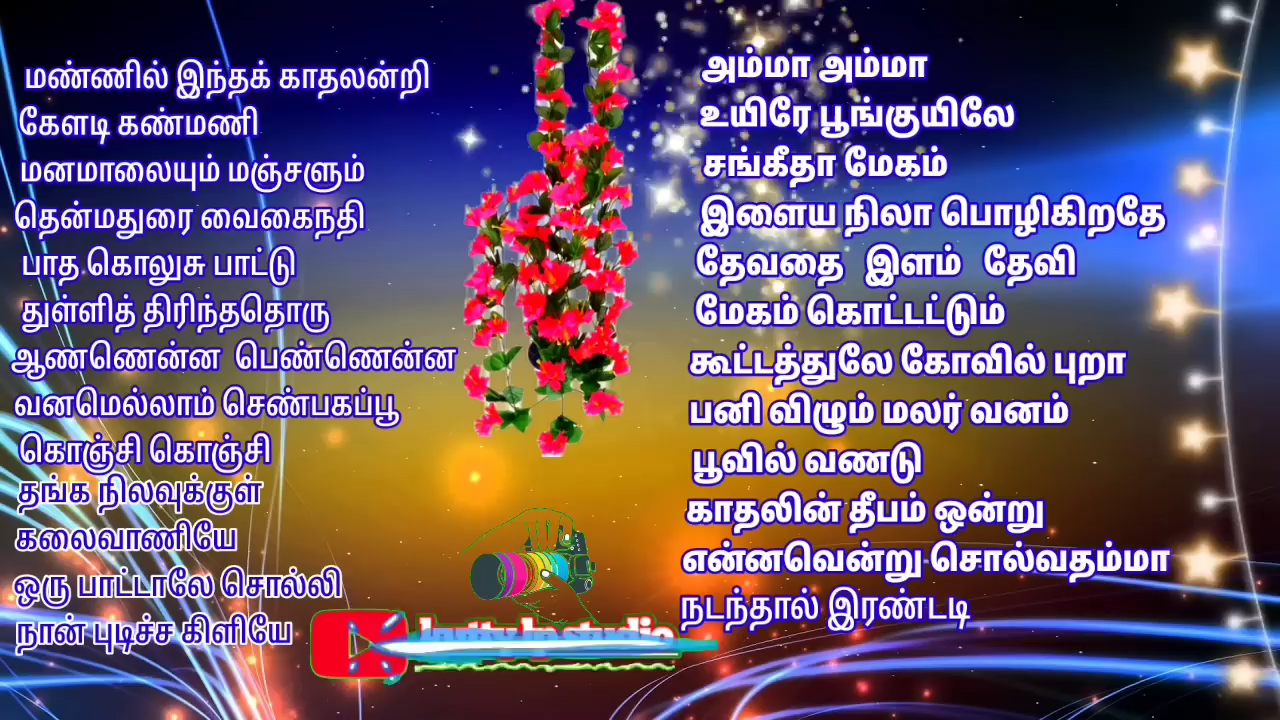 மண்ணில் இந்தக் காதலன்றி
கேளடி கண்மணி
மனமாலையும் மஞ்சளும்
தென்மதுரை வைகைநதி
பாத கொலுசு பாட்டு
துள்ளித் திரிந்ததொரு
ஆணணென்ன பெண்ணென்ன
வனமெல்லாம் செண்பகப்பூ
கொஞ்சி கொஞ்சி
தங்க நிலவுக்குள்
கலைவாணியே
ஒரு பாட்டாலே சொல்லி
நான் புடிச்ச கிளியே
அம்மா அம்மா
உயிரே பூங்குயிலே
சங்கீதா மேகம்
இளைய நிலா பொழிகிறதே
தேவதை இளம் தேவி
மேகம் கொட்டட்டும்
கூட்டத்துலே கோவில் புறா
பனி விழும் மலர் வனம்
பூவில் வணடு
காதலின் தீபம் ஒன்று
என்னவென்று சொல்வதம்மா
நடந்தால் இரண்டடி